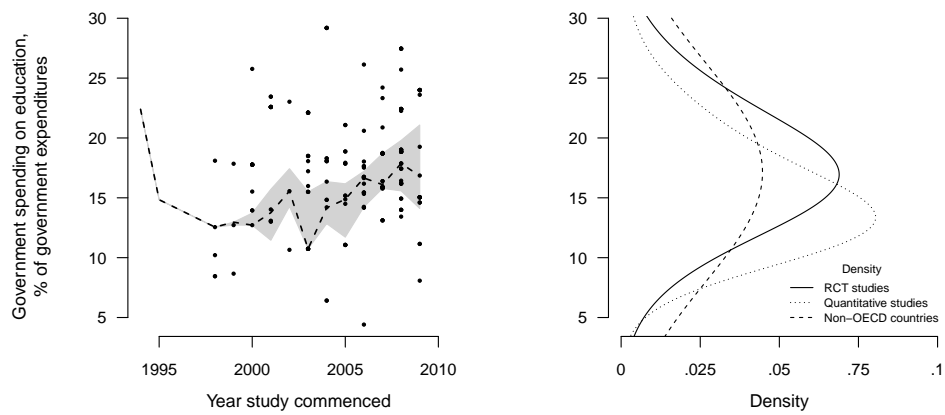 Government spending on education,
% of government expenditures
30
25
20
15
10
5
1995 2000 2005 2010
Year study commenced
30
25
20
15
10
5
Density
RCT studies
Quantitative studies
Non−OECD countries
0 .025 .05 .75 .1
Density